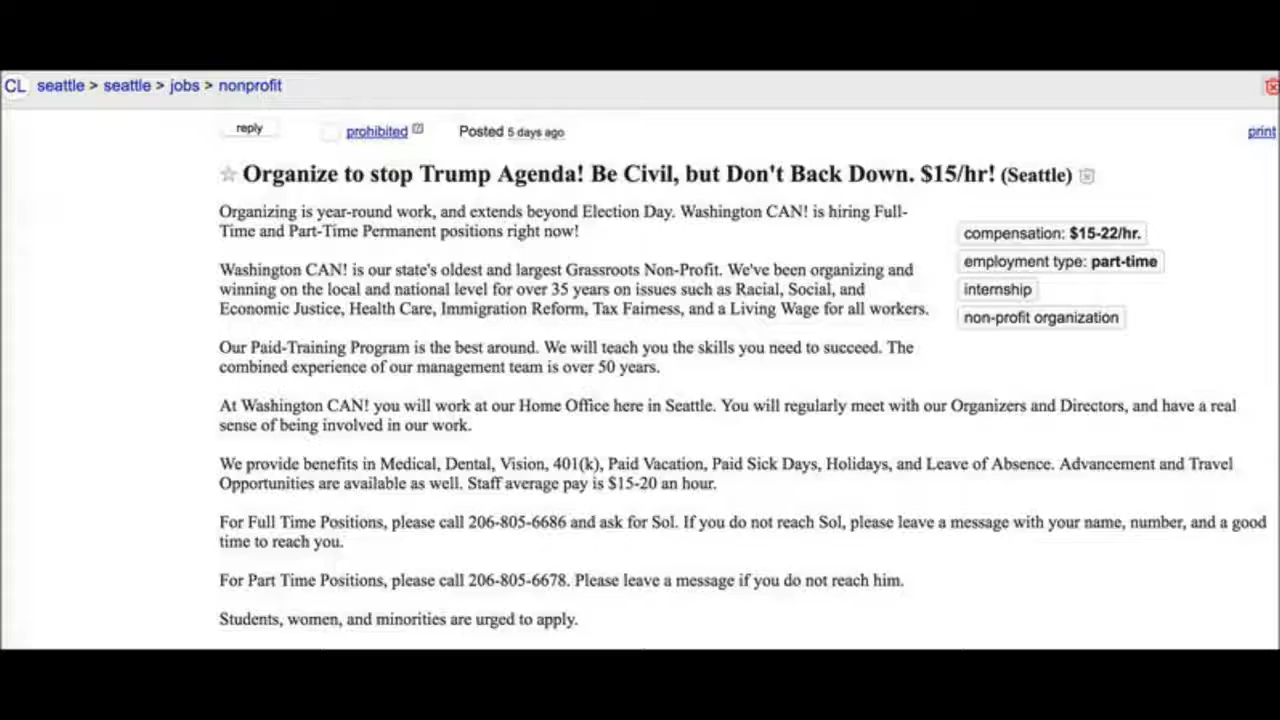 CL seattle > seattle > jobs > nonprofit
reply prohibited [?] Posted 5 days ago print
☆ Organize to stop Trump Agenda! Be Civil, but Don't Back Down. $15/hr! (Seattle)
Organizing is year-round work, and extends beyond Election Day. Washington CAN! is hiring Full-
Time and Part-Time Permanent positions right now!
compensation: $15-22/hr.
employment type: part-time
internship
non-profit organization
Washington CAN! is our state's oldest and largest Grassroots Non-Profit. We've been organizing and
winning on the local and national level for over 35 years on issues such as Racial, Social, and
Economic Justice, Health Care, Immigration Reform, Tax Fairness, and a Living Wage for all workers.
Our Paid-Training Program is the best around. We will teach you the skills you need to succeed. The
combined experience of our management team is over 50 years.
At Washington CAN! you will work at our Home Office here in Seattle. You will regularly meet with our Organizers and Directors, and have a real
sense of being involved in our work.
We provide benefits in Medical, Dental, Vision, 401(k), Paid Vacation, Paid Sick Days, Holidays, and Leave of Absence. Advancement and Travel
Opportunities are available as well. Staff average pay is $15-20 an hour.
For Full Time Positions, please call 206-805-6686 and ask for Sol. If you do not reach Sol, please leave a message with your name, number, and a good
time to reach you.
For Part Time Positions, please call 206-805-6678. Please leave a message if you do not reach him.
Students, women, and minorities are urged to apply.